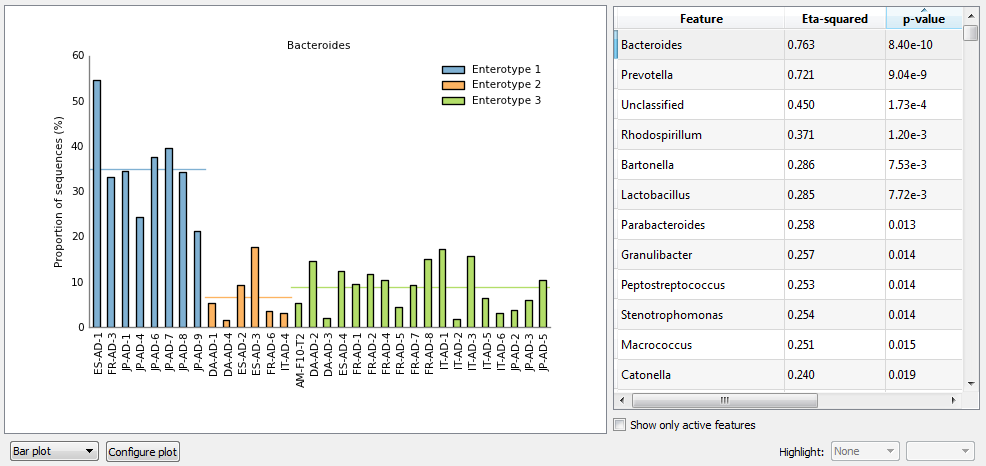 Bacteroides
Proportion of sequences (%)
60
50
40
30
20
10
0
Enterotype 1
Enterotype 2
Enterotype 3
ES-AD-1
FR-AD-3
JP-AD-1
JP-AD-4
JP-AD-6
JP-AD-7
JP-AD-8
JP-AD-9
DA-AD-1
DA-AD-4
ES-AD-2
ES-AD-3
FR-AD-6
IT-AD-4
AM-F10-T2
DA-AD-2
DA-AD-3
ES-AD-4
FR-AD-1
FR-AD-2
FR-AD-4
FR-AD-5
FR-AD-7
FR-AD-8
IT-AD-1
IT-AD-2
IT-AD-3
IT-AD-5
IT-AD-6
JP-AD-2
JP-AD-3
JP-AD-5
Feature Eta-squared p-value
Bacteroides 0.763 8.40e-10
Prevotella 0.721 9.04e-9
Unclassified 0.450 1.73e-4
Rhodospirillum 0.371 1.20e-3
Bartonella 0.286 7.53e-3
Lactobacillus 0.285 7.72e-3
Parabacteroides 0.258 0.013
Granulibacter 0.257 0.014
Peptostreptococcus 0.253 0.014
Stenotrophomonas 0.254 0.014
Macrococcus 0.251 0.015
Catonella 0.240 0.019
Show only active features
Bar plot Configure plot Highlight: None